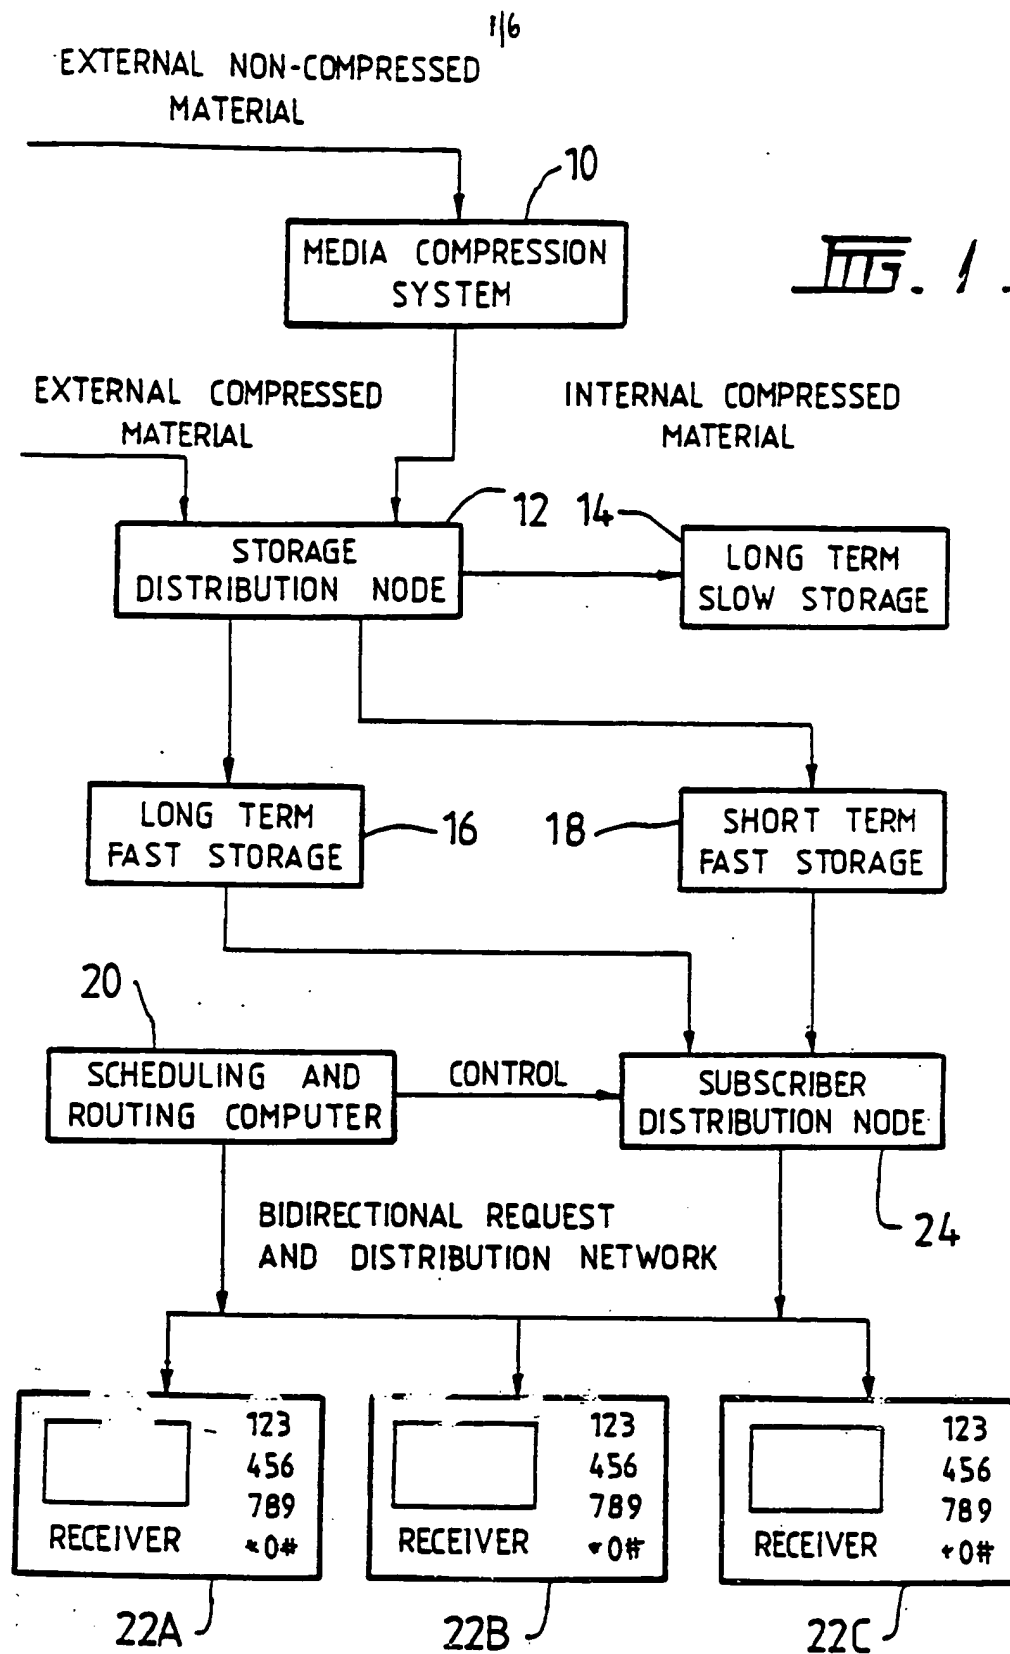 1/6
EXTERNAL NON-COMPRESSED
MATERIAL
10
MEDIA COMPRESSION
SYSTEM
FIG. 1.
EXTERNAL COMPRESSED
MATERIAL
INTERNAL COMPRESSED
MATERIAL
12
14
STORAGE
DISTRIBUTION NODE
LONG TERM
SLOW STORAGE
LONG TERM
FAST STORAGE
16
18
SHORT TERM
FAST STORAGE
20
SCHEDULING AND
ROUTING COMPUTER
CONTROL
SUBSCRIBER
DISTRIBUTION NODE
24
BIDIRECTIONAL REQUEST
AND DISTRIBUTION NETWORK
123
456
789
*0#
RECEIVER
22A
123
456
789
*0#
RECEIVER
22B
123
456
789
*0#
RECEIVER
22C